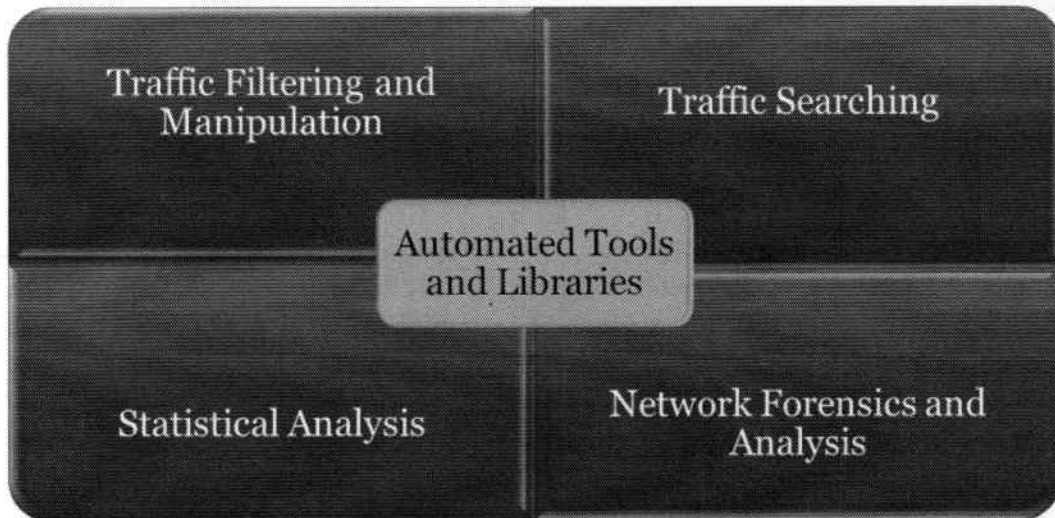 Traffic Filtering and
Manipulation
Traffic Searching
Automated Tools
and Libraries
Statistical Analysis
Network Forensics and
Analysis